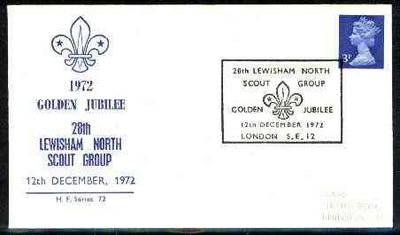 1972
GOLDEN JUBILEE
28th
LEWISHAM NORTH
SCOUT GROUP
12th DECEMBER, 1972
H. F. Series 72
28th LEWISHAM NORTH
SCOUT GROUP
GOLDEN JUBILEE
12th DECEMBER 1972
LONDON S.E. 12
3P